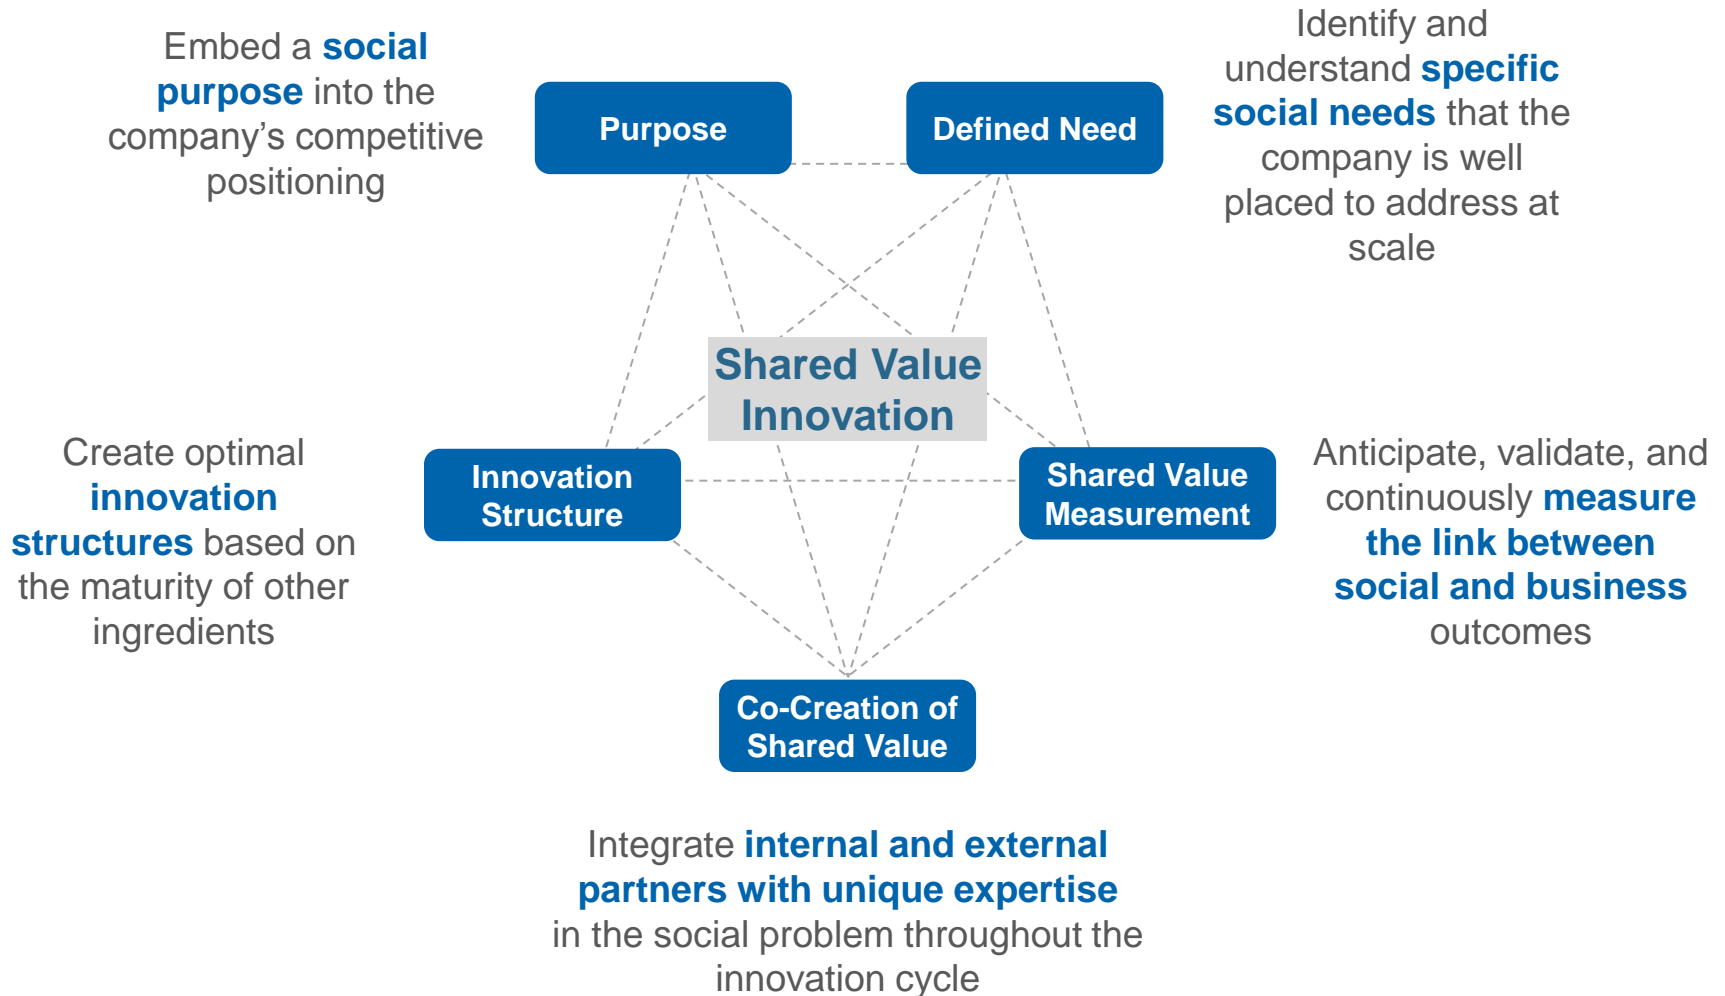 Embed a social
purpose into the
company’s competitive
positioning
Purpose
Defined Need
Identify and
understand specific
social needs that the
company is well
placed to address at
scale
Shared Value
Innovation
Create optimal
innovation
structures based on
the maturity of other
ingredients
Innovation
Structure
Shared Value
Measurement
Anticipate, validate, and
continuously measure
the link between
social and business
outcomes
Co-Creation of
Shared Value
Integrate internal and external
partners with unique expertise
in the social problem throughout the
innovation cycle